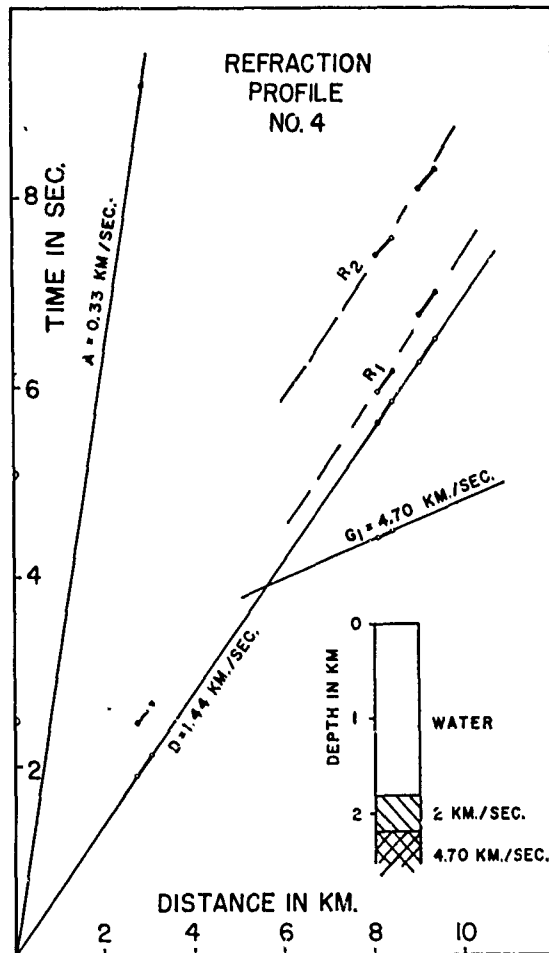 REFRACTION
PROFILE
NO. 4
TIME IN SEC.
8
6
4
2
A = 0.33 KM/SEC.
R2
R1
G1 = 4.70 KM./SEC.
D = 1.44 KM./SEC.
DEPTH IN KM
0
1
2
WATER
2 KM./SEC.
4.70 KM./SEC.
DISTANCE IN KM.
2
4
6
8
10